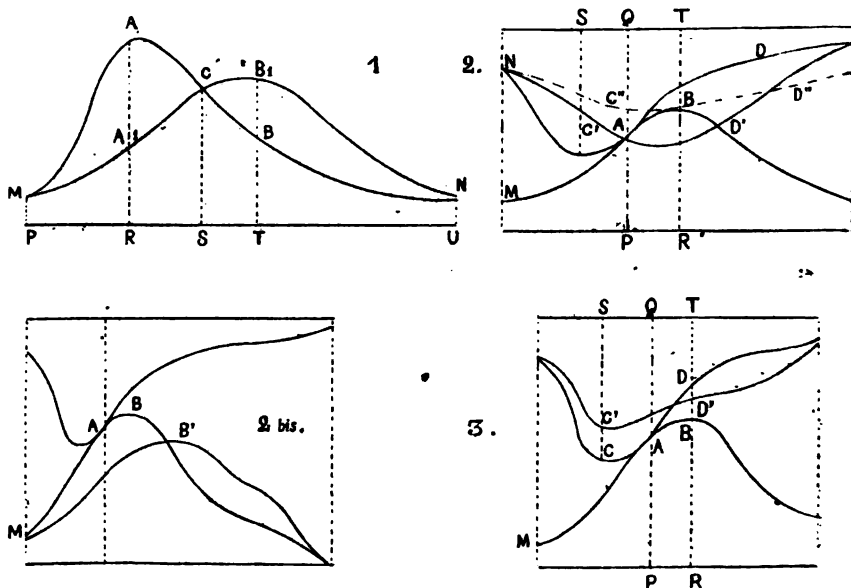 A
C B1
1
A1
B
M
N
P R S T U
S Q T
2.
N
D
C"
B
D"
C'
A
D'
M
P R'
A B
B'
2 bis.
M
S Q T
3.
D
C'
D'
C
A
B
M
P R